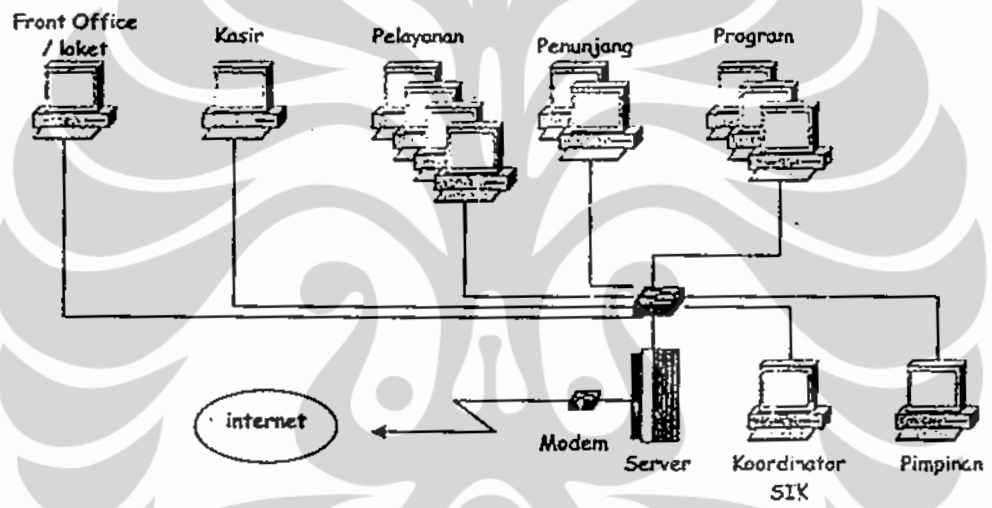 Front Office
/ loket
Kasir
Pelayanan
Penunjang
Program
internet
Modem
Server
Koordinator
SIK
Pimpinan